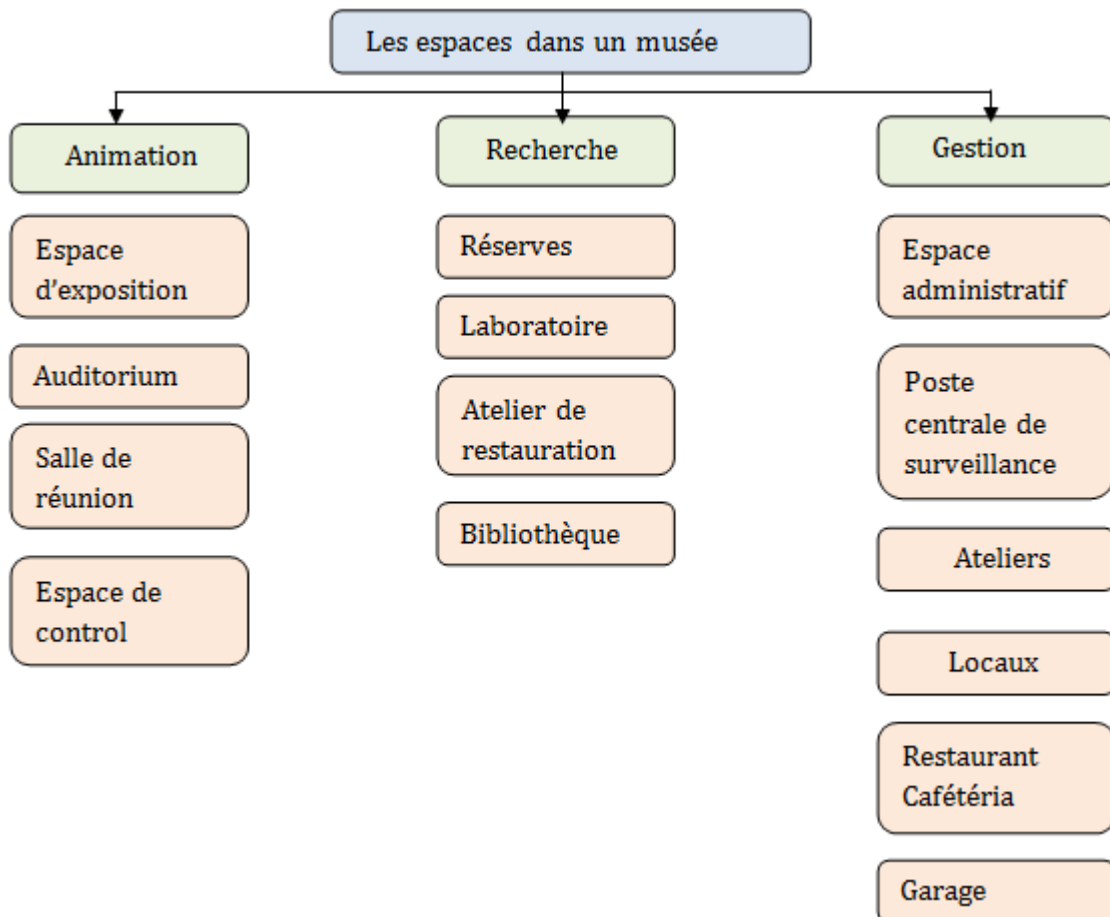 Les espaces dans un musée
Animation
Espace
d'exposition
Auditorium
Salle de
réunion
Espace de
control
Recherche
Réserves
Laboratoire
Atelier de
restauration
Bibliothèque
Gestion
Espace
administratif
Poste
centrale de
surveillance
Ateliers
Locaux
Restaurant
Cafétéria
Garage